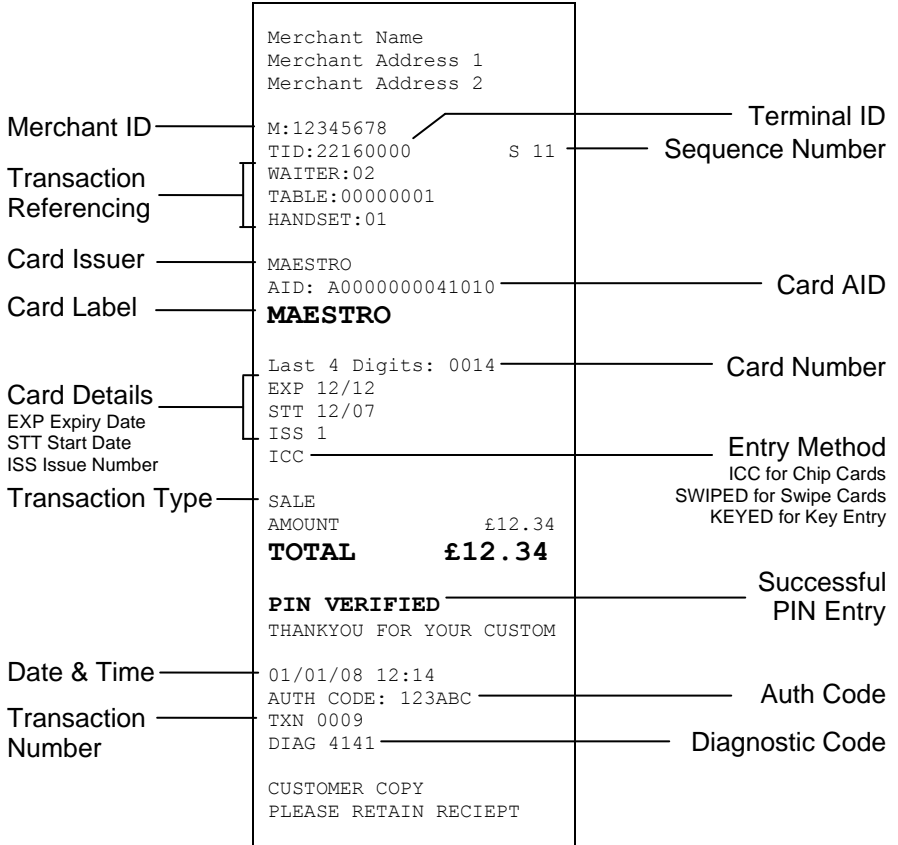 Merchant Name
Merchant Address 1
Merchant Address 2
Merchant ID
M:12345678
Terminal ID
TID:22160000 S 11
Sequence Number
Transaction
Referencing
WAITER:02
TABLE:00000001
HANDSET:01
Card Issuer
MAESTRO
AID: A0000000041010
Card AID
Card Label
MAESTRO
Last 4 Digits: 0014
Card Number
Card Details
EXP Expiry Date
STT Start Date
ISS Issue Number
EXP 12/12
STT 12/07
ISS 1
ICC
Entry Method
ICC for Chip Cards
SWIPED for Swipe Cards
KEYED for Key Entry
Transaction Type
SALE
AMOUNT £12.34
TOTAL £12.34
Successful
PIN Entry
PIN VERIFIED
THANKYOU FOR YOUR CUSTOM
Date & Time
01/01/08 12:14
AUTH CODE: 123ABC
Auth Code
Transaction
Number
TXN 0009
DIAG 4141
Diagnostic Code
CUSTOMER COPY
PLEASE RETAIN RECIEPT